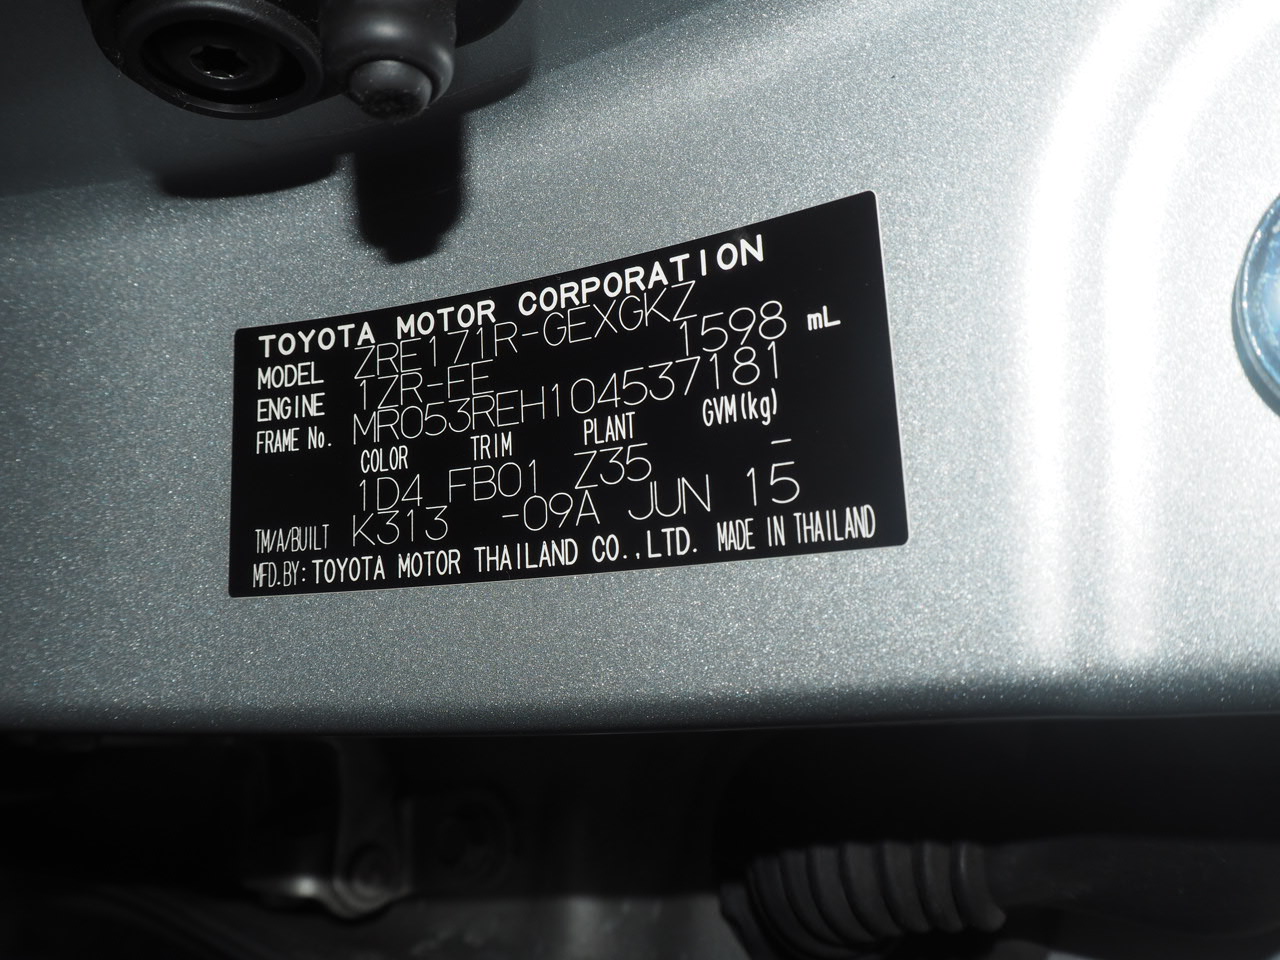 TOYOTA MOTOR CORPORATION
MODEL ZRE171R-GEXGKZ
ENGINE 1ZR-FE 1598 mL
FRAME No. MR053REH104537181
COLOR TRIM PLANT GVM(kg)
1D4 FB01 Z35 -
TM/A/BUILT K313 -09A JUN 15
MFD.BY: TOYOTA MOTOR THAILAND CO.,LTD. MADE IN THAILAND